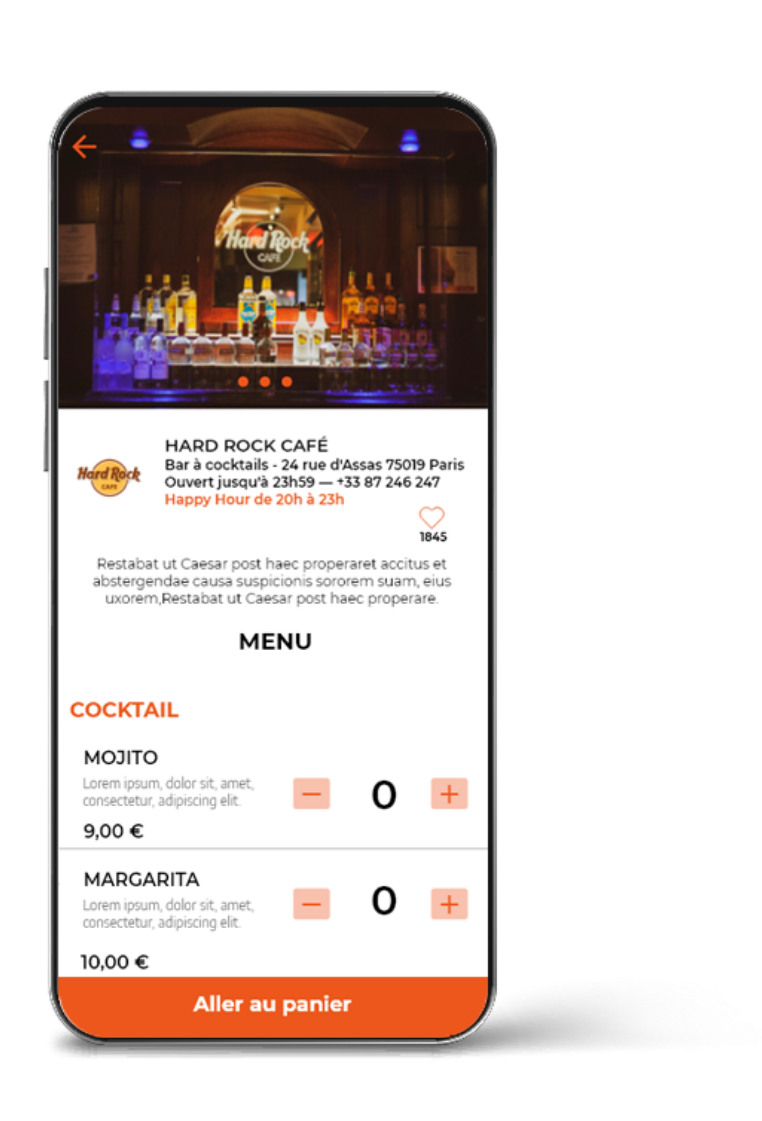 Hard Rock
CAFE
Hard Rock
CAFE
HARD ROCK CAFÉ
Bar à cocktails - 24 rue d'Assas 75019 Paris
Ouvert jusqu'à 23h59 — +33 87 246 247
Happy Hour de 20h à 23h
1845
Restabat ut Caesar post haec properaret accitus et
abstergendae causa suspicionis sororem suam, eius
uxorem,Restabat ut Caesar post haec properare.
MENU
COCKTAIL
MOJITO
Lorem ipsum, dolor sit, amet,
consectetur, adipiscing elit.
0
9,00 €
MARGARITA
Lorem ipsum, dolor sit, amet,
consectetur, adipiscing elit.
0
10,00 €
Aller au panier